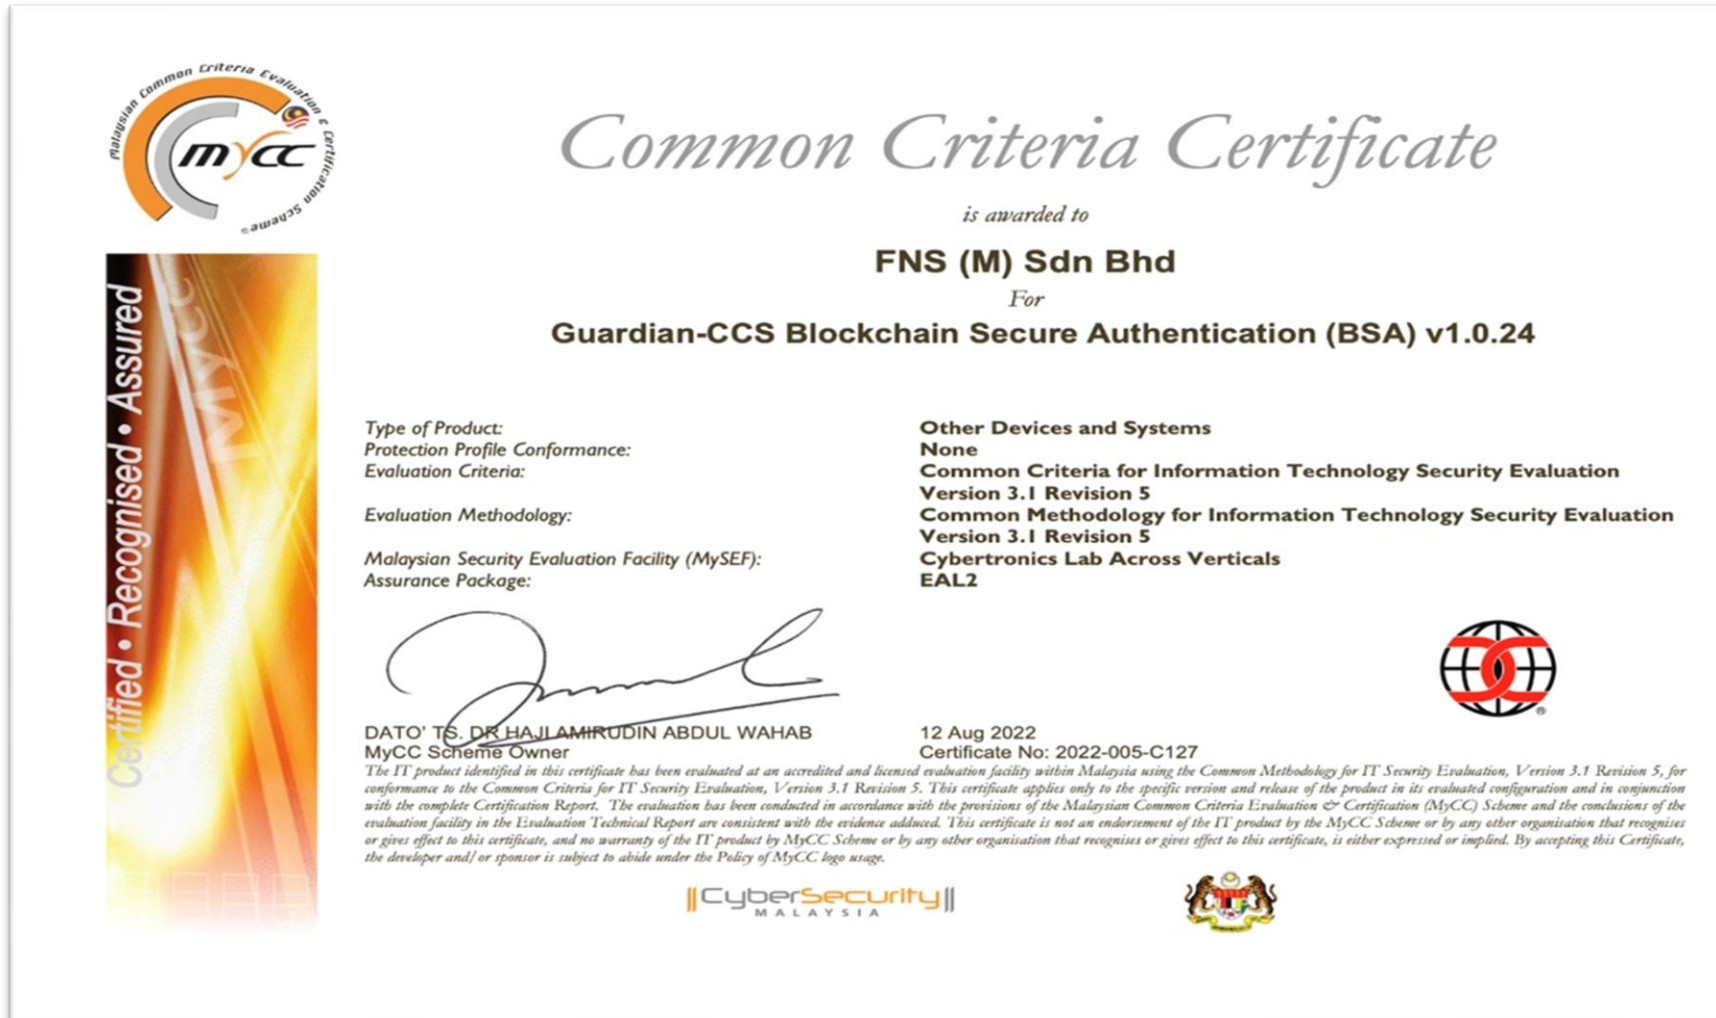 Malaysian Common Criteria Evaluation & Certification Scheme®
mycc
Common Criteria Certificate
is awarded to
FNS (M) Sdn Bhd
For
Guardian-CCS Blockchain Secure Authentication (BSA) v1.0.24
Certified • Recognised • Assured
MyCC
Type of Product: Other Devices and Systems
Protection Profile Conformance: None
Evaluation Criteria: Common Criteria for Information Technology Security Evaluation
Version 3.1 Revision 5
Evaluation Methodology: Common Methodology for Information Technology Security Evaluation
Version 3.1 Revision 5
Malaysian Security Evaluation Facility (MySEF): Cybertronics Lab Across Verticals
Assurance Package: EAL2
DATO' TS. DR HAJI AMIRUDIN ABDUL WAHAB 12 Aug 2022
MyCC Scheme Owner Certificate No: 2022-005-C127
The IT product identified in this certificate has been evaluated at an accredited and licensed evaluation facility within Malaysia using the Common Methodology for IT Security Evaluation, Version 3.1 Revision 5, for
conformance to the Common Criteria for IT Security Evaluation, Version 3.1 Revision 5. This certificate applies only to the specific version and release of the product in its evaluated configuration and in conjunction
with the complete Certification Report. The evaluation has been conducted in accordance with the provisions of the Malaysian Common Criteria Evaluation & Certification (MyCC) Scheme and the conclusions of the
evaluation facility in the Evaluation Technical Report are consistent with the evidence adduced. This certificate is not an endorsement of the IT product by the MyCC Scheme or by any other organisation that recognises
or gives effect to this certificate, and no warranty of the IT product by MyCC Scheme or by any other organisation that recognises or gives effect to this certificate, is either expressed or implied. By accepting this Certificate,
the developer and/or sponsor is subject to abide under the Policy of MyCC logo usage.
CyberSecurity
MALAYSIA